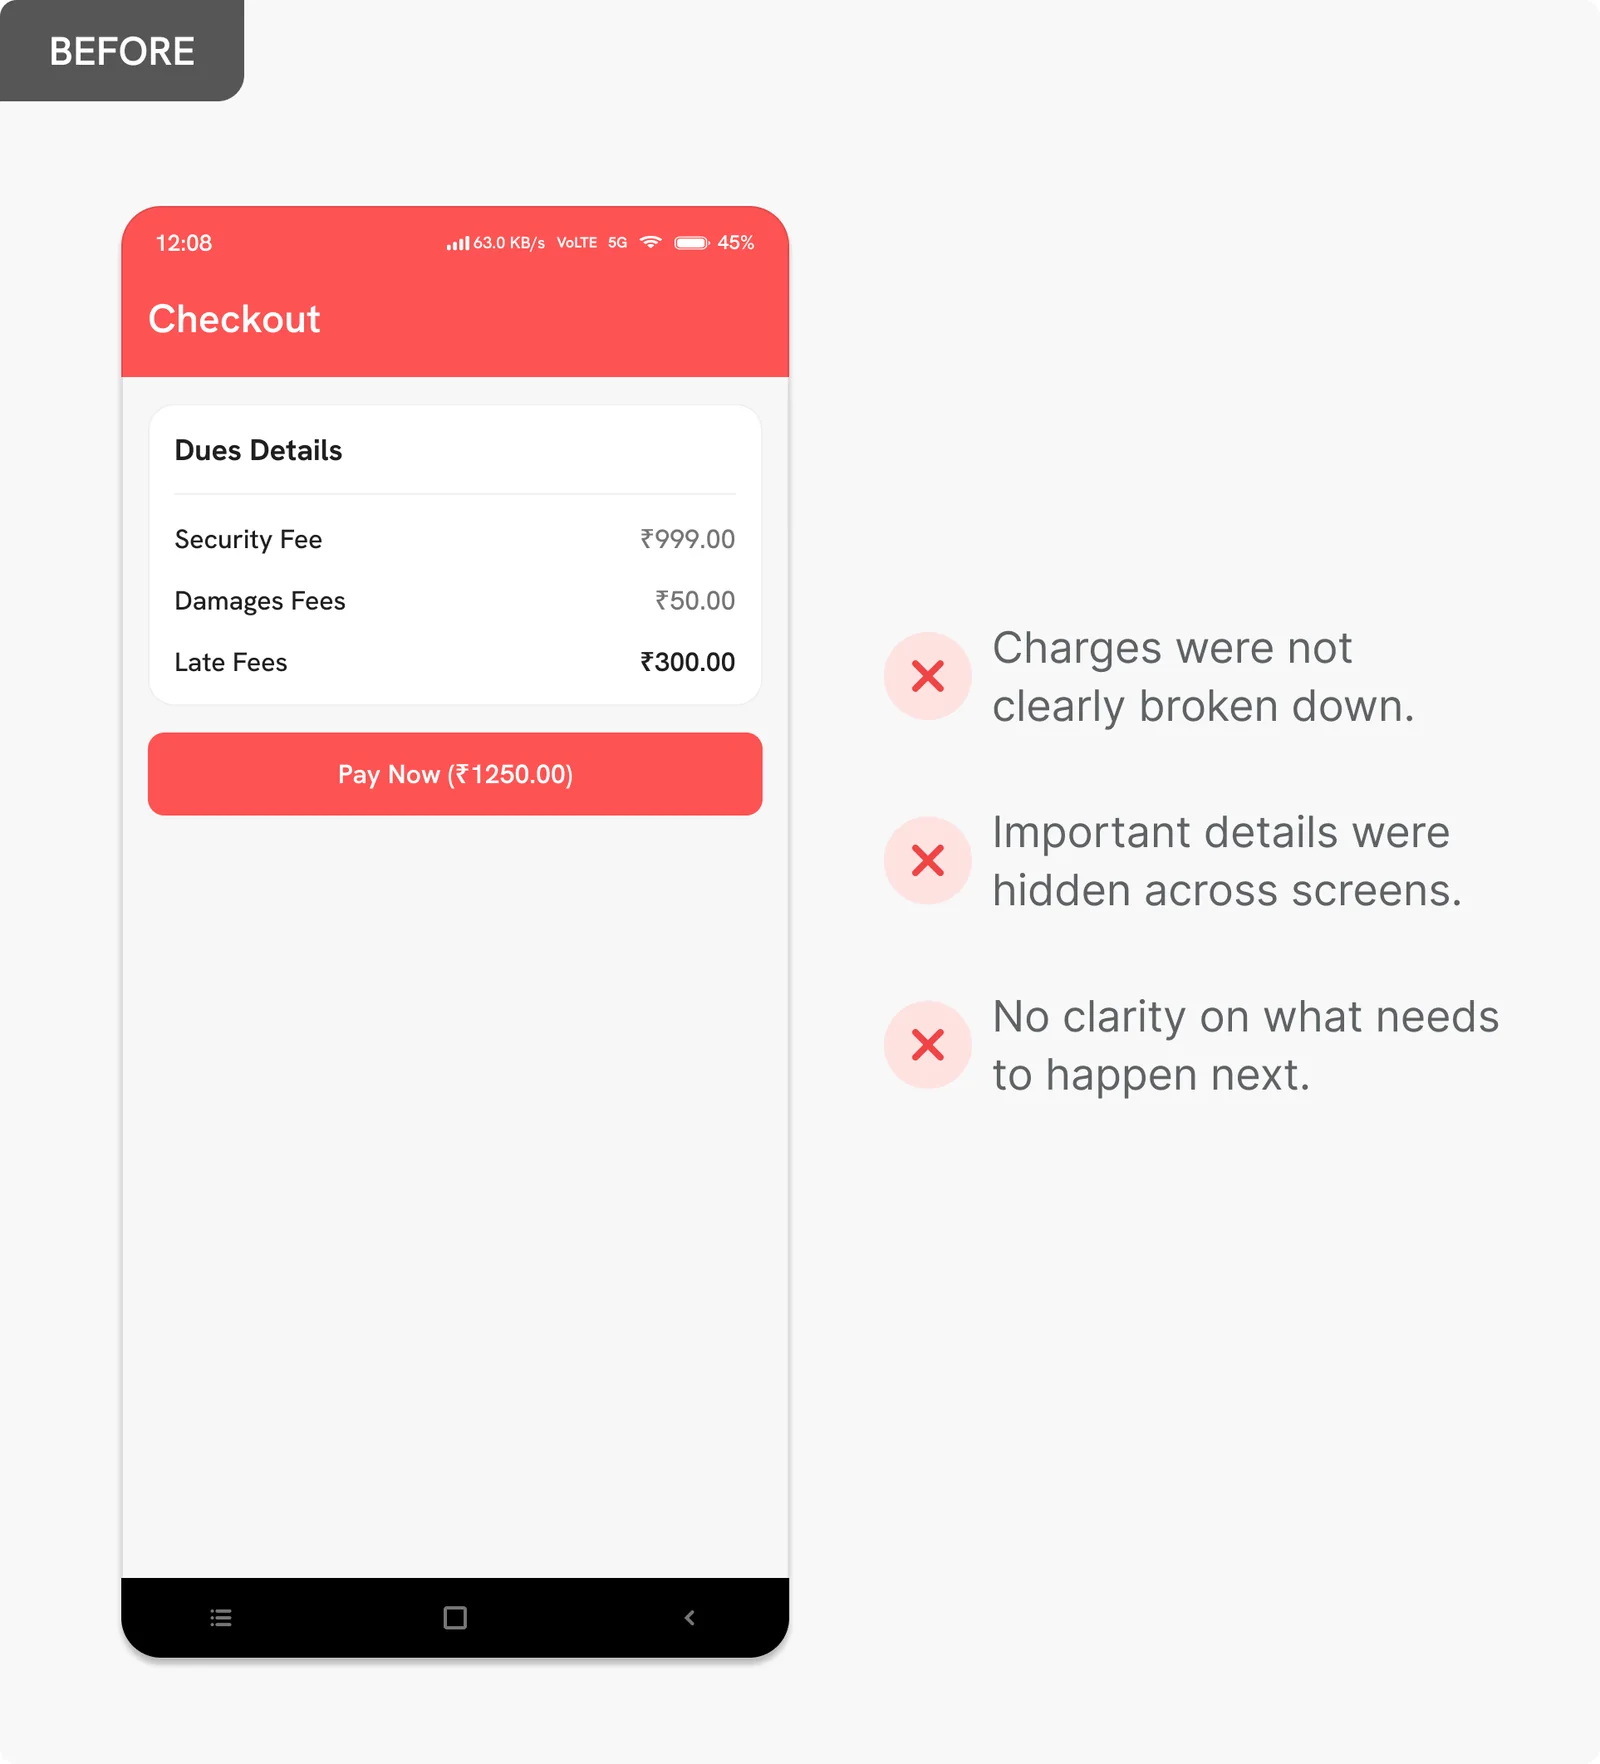 BEFORE
12:08
63.0 KB/s VoLTE 5G 45%
Checkout
Dues Details
Security Fee ₹999.00
Damages Fees ₹50.00
Late Fees ₹300.00
Pay Now (₹1250.00)
Charges were not
clearly broken down.
Important details were
hidden across screens.
No clarity on what needs
to happen next.